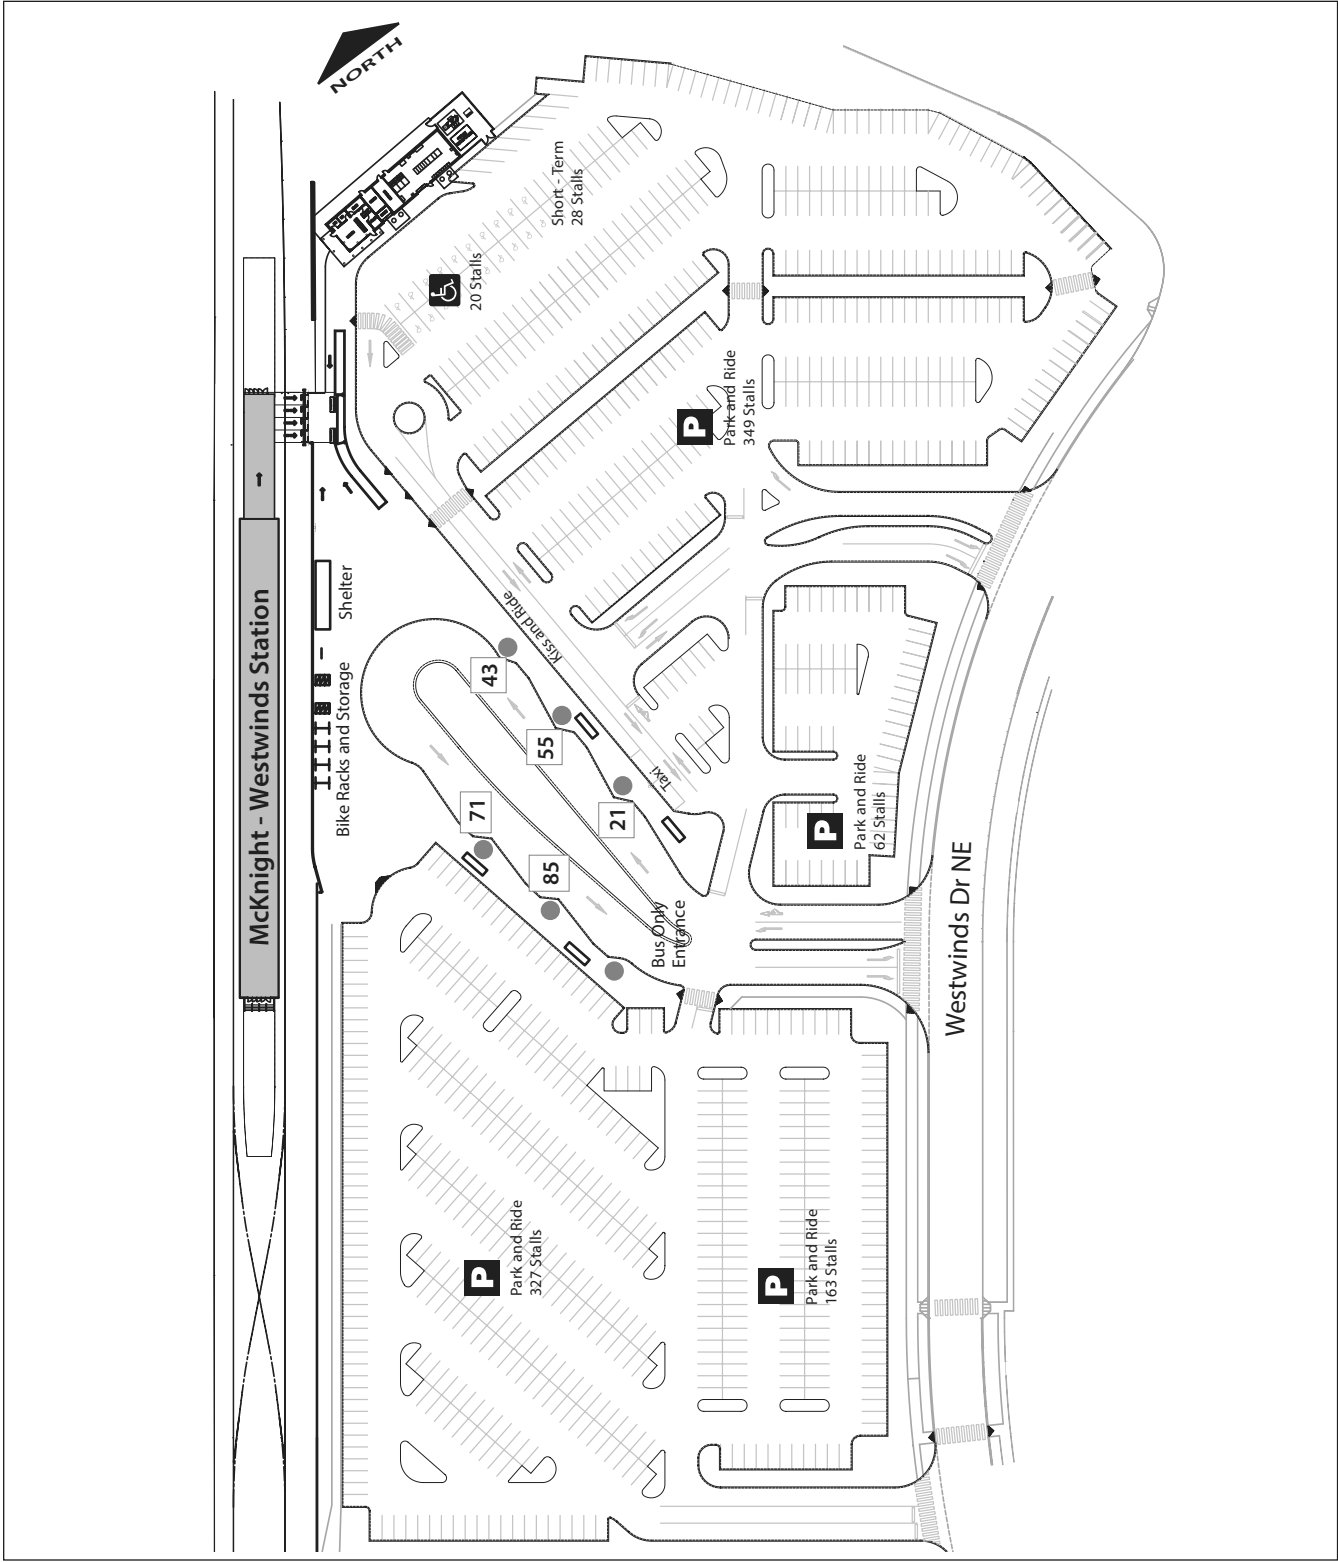 NORTH
McKnight - Westwinds Station
Shelter
Bike Racks and Storage
Short - Term
28 Stalls
20 Stalls
P
Park and Ride
349 Stalls
Kiss and Ride
Taxi
43
55
21
71
85
Bus Only
Entrance
P
Park and Ride
62 Stalls
Westwinds Dr NE
P
Park and Ride
327 Stalls
P
Park and Ride
163 Stalls